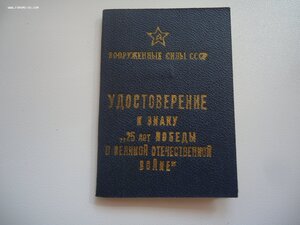 ВООРУЖЕННЫЕ СИЛЫ СССР
УДОСТОВЕРЕНИЕ
К ЗНАКУ
„25 лет ПОБЕДЫ
В ВЕЛИКОЙ ОТЕЧЕСТВЕННОЙ
ВОЙНЕ"